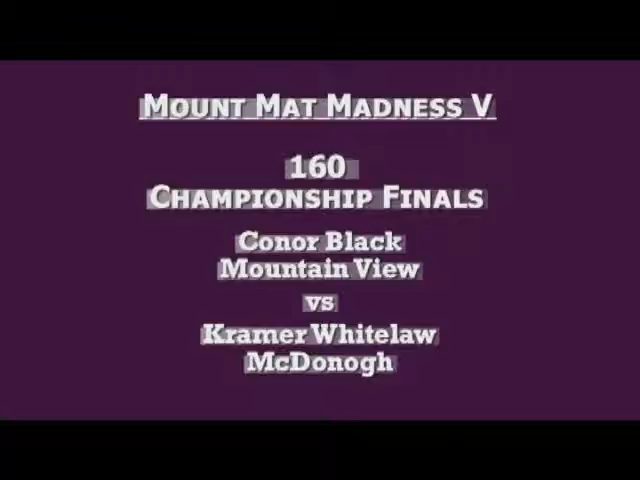 MOUNT MAT MADNESS V
160
CHAMPIONSHIP FINALS
Conor Black
Mountain View
vs
Kramer Whitelaw
McDonogh